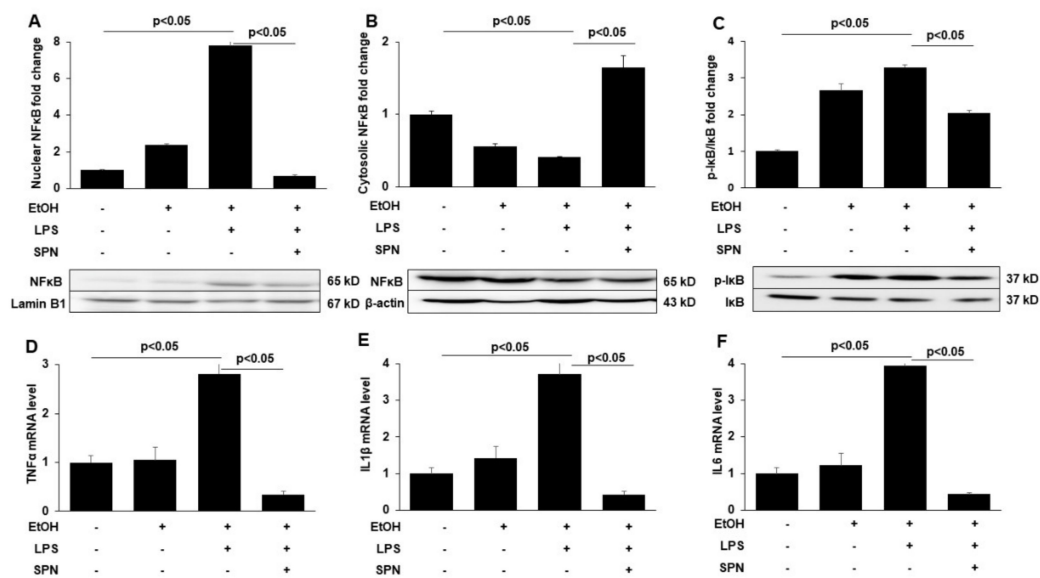 A
p<0.05
p<0.05
Nuclear NFκB fold change
8
6
4
2
0
EtOH - + + +
LPS - - + +
SPN - - - +
NFκB 65 kD
Lamin B1 67 kD
B
p<0.05
p<0.05
Cytosolic NFκB fold change
2
1
0
EtOH - + + +
LPS - - + +
SPN - - - +
NFκB 65 kD
β-actin 43 kD
C
p<0.05
p<0.05
p-IκB/IκB fold change
4
3
2
1
0
EtOH - + + +
LPS - - + +
SPN - - - +
p-IκB 37 kD
IκB 37 kD
D
p<0.05
p<0.05
TNFα mRNA level
3
2
1
0
EtOH - + + +
LPS - - + +
SPN - - - +
E
p<0.05
p<0.05
IL1β mRNA level
4
3
2
1
0
EtOH - + + +
LPS - - + +
SPN - - - +
F
p<0.05
p<0.05
IL6 mRNA level
4
3
2
1
0
EtOH - + + +
LPS - - + +
SPN - - - +